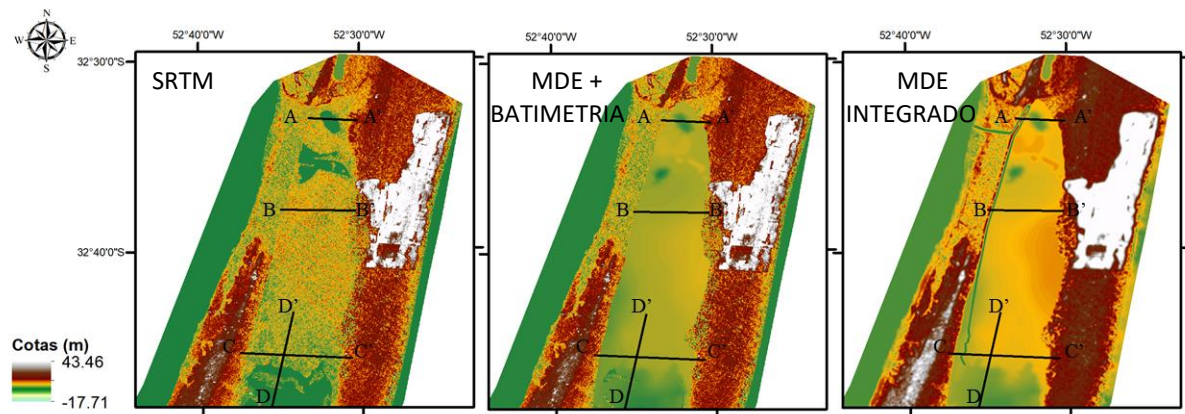 N
W E
S
52°40'0"W 52°30'0"W
52°40'0"W 52°30'0"W
52°40'0"W 52°30'0"W
32°30'0"S
32°40'0"S
SRTM
A A'
B B'
D'
C C'
D
MDE +
BATIMETRIA
A A'
B B'
D'
C C'
D
MDE
INTEGRADO
A A'
B B'
D'
C C'
D
Cotas (m)
43.46
-17.71